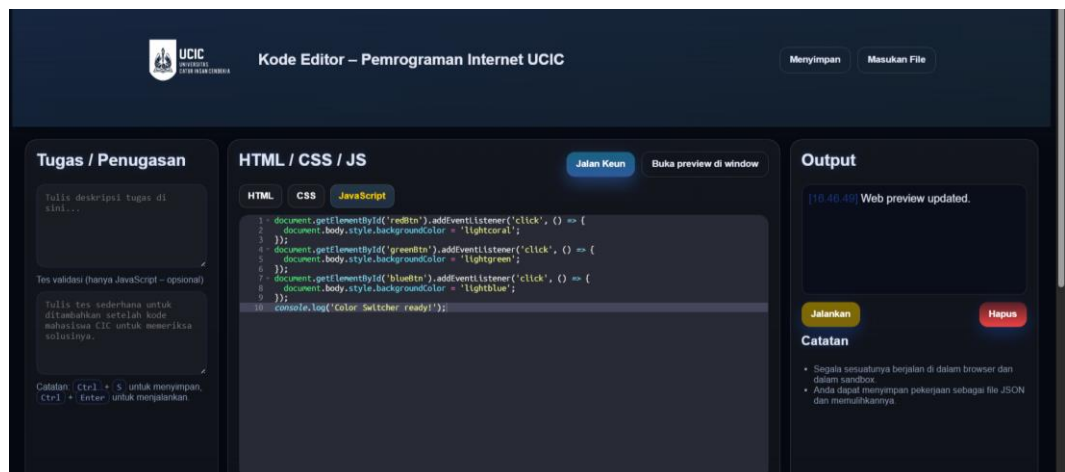 UCIC
UNIVERSITAS
CATUR INSAN CENDEKIA
Kode Editor – Pemrograman Internet UCIC
Menyimpan
Masukan File
Tugas / Penugasan
Tulis deskripsi tugas di
sini...
Tes validasi (hanya JavaScript – opsional)
Tulis tes sederhana untuk
ditambahkan setelah kode
mahasiswa CIC untuk memeriksa
solusinya.
Catatan: Ctrl + S untuk menyimpan,
Ctrl + Enter untuk menjalankan.
HTML / CSS / JS
Jalan Keun
Buka preview di window
HTML
CSS
JavaScript
1 document.getElementById('redBtn').addEventListener('click', () => {
2 document.body.style.backgroundColor = 'lightcoral';
3 });
4 document.getElementById('greenBtn').addEventListener('click', () => {
5 document.body.style.backgroundColor = 'lightgreen';
6 });
7 document.getElementById('blueBtn').addEventListener('click', () => {
8 document.body.style.backgroundColor = 'lightblue';
9 });
10 console.log('Color Switcher ready!');
Output
[16.46.49] Web preview updated.
Jalankan
Hapus
Catatan
• Segala sesuatunya berjalan di dalam browser dan
dalam sandbox.
• Anda dapat menyimpan pekerjaan sebagai file JSON
dan memulihkannya.